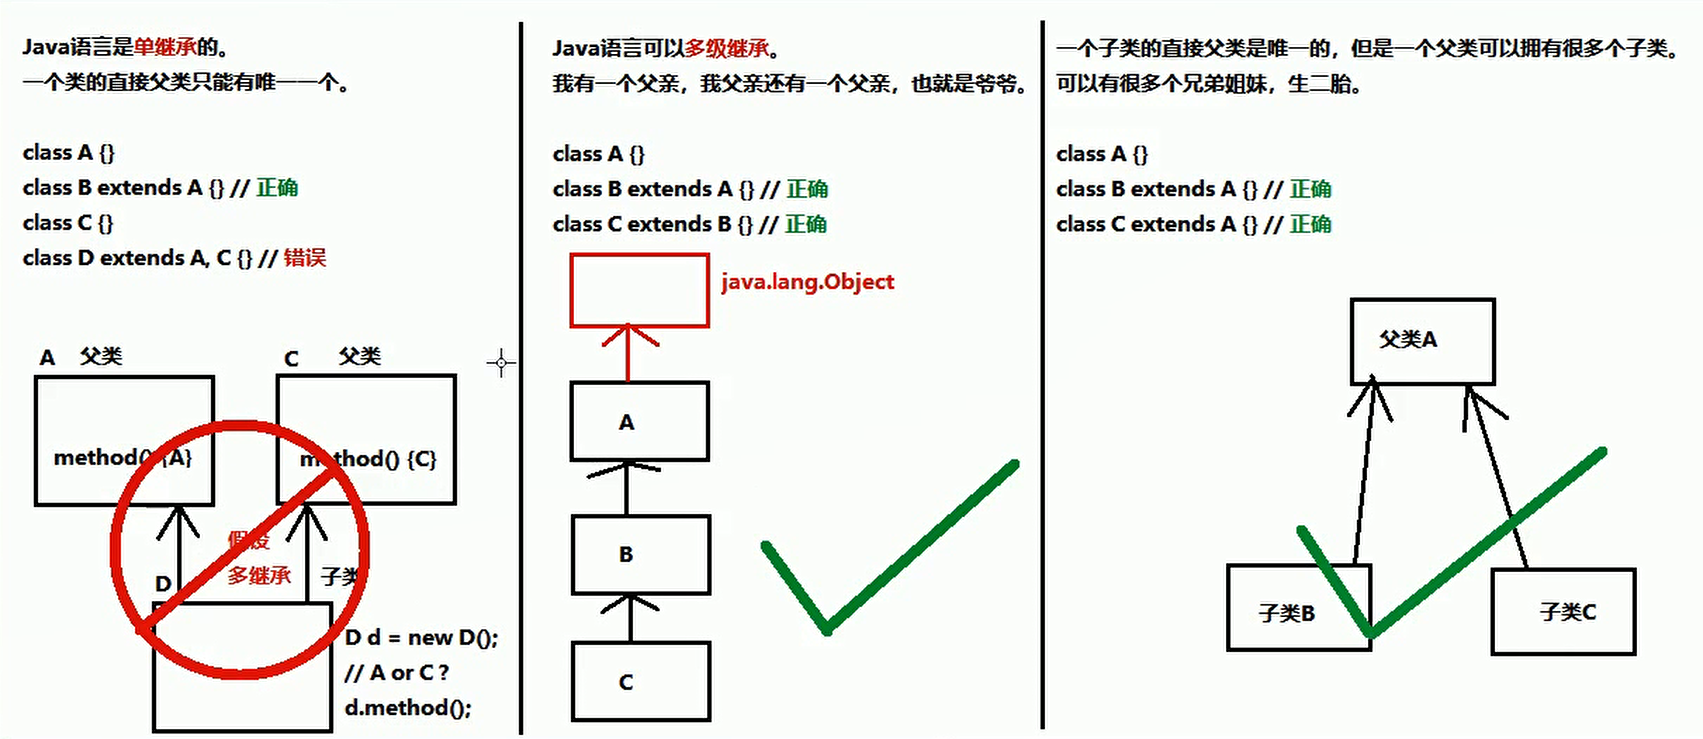 Java语言是单继承的。
一个类的直接父类只能有唯一一个。
class A {}
class B extends A {} // 正确
class C {}
class D extends A, C {} // 错误
A 父类
C 父类
method() {A}
method() {C}
假设
多继承
子类
D
D d = new D();
// A or C ?
d.method();
Java语言可以多级继承。
我有一个父亲，我父亲还有一个父亲，也就是爷爷。
class A {}
class B extends A {} // 正确
class C extends B {} // 正确
java.lang.Object
A
B
C
一个子类的直接父类是唯一的，但是一个父类可以拥有很多个子类。
可以有很多个兄弟姐妹，生二胎。
class A {}
class B extends A {} // 正确
class C extends A {} // 正确
父类A
子类B
子类C